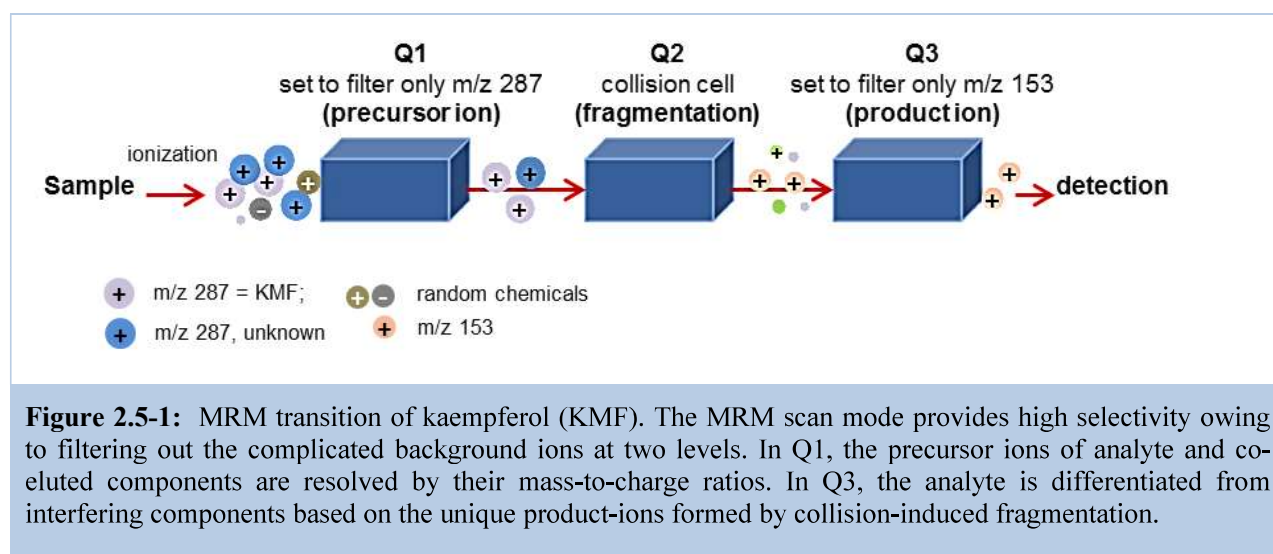 Q1
set to filter only m/z 287
(precursor ion)
Q2
collision cell
(fragmentation)
Q3
set to filter only m/z 153
(production)
ionization
Sample
detection
+ m/z 287 = KMF;
+ - random chemicals
+ m/z 287, unknown
+ m/z 153
Figure 2.5-1: MRM transition of kaempferol (KMF). The MRM scan mode provides high selectivity owing
to filtering out the complicated background ions at two levels. In Q1, the precursor ions of analyte and co-
eluted components are resolved by their mass-to-charge ratios. In Q3, the analyte is differentiated from
interfering components based on the unique product-ions formed by collision-induced fragmentation.